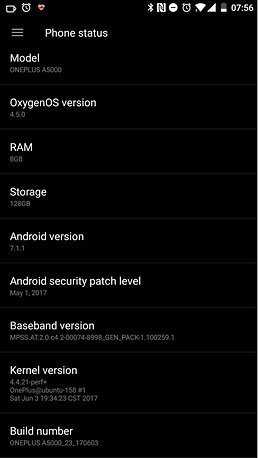 07:56
Phone status
Model
ONEPLUS A5000
OxygenOS version
4.5.0
RAM
8GB
Storage
128GB
Android version
7.1.1
Android security patch level
May 1, 2017
Baseband version
MPSS.AT.2.0.c4.2-00074-8998_GEN_PACK-1.100259.1
Kernel version
4.4.21-perf+
OnePlus@ubuntu-158 #1
Sat Jun 3 19:34:23 CST 2017
Build number
ONEPLUS A5000_23_170603